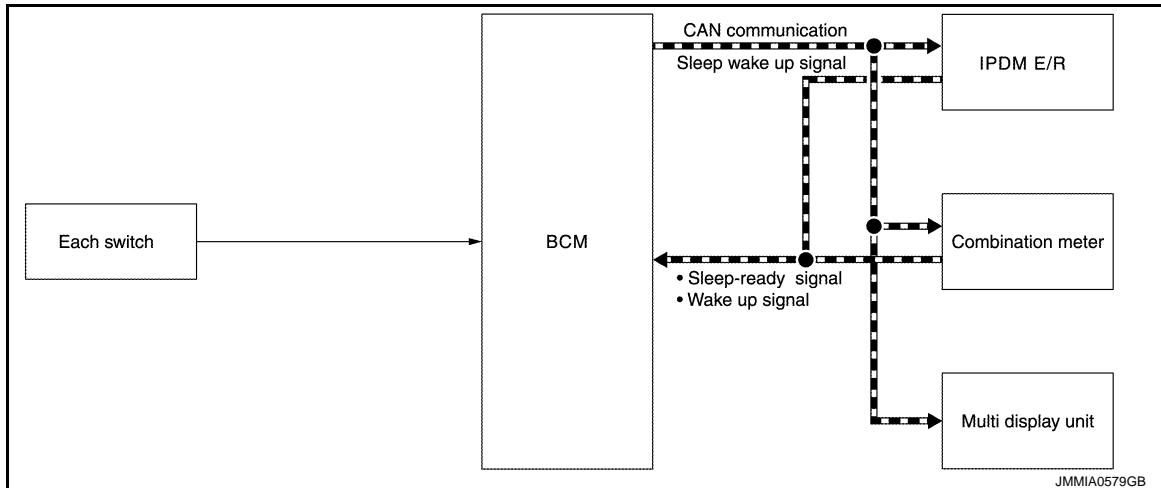 CAN communication
Sleep wake up signal
IPDM E/R
Each switch
BCM
Combination meter
• Sleep-ready signal
• Wake up signal
Multi display unit
JMMIA0579GB